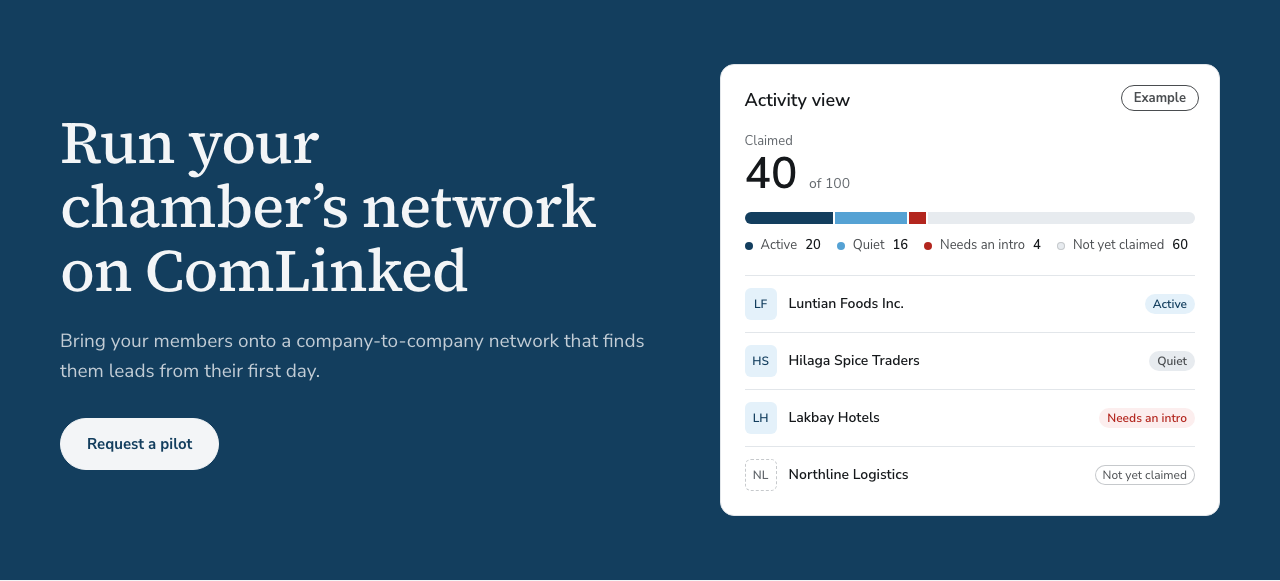 Run your
chamber’s network
on ComLinked
Bring your members onto a company-to-company network that finds
them leads from their first day.
Request a pilot
Activity view
Example
Claimed
40 of 100
Active 20 Quiet 16 Needs an intro 4 Not yet claimed 60
LF Luntian Foods Inc. Active
HS Hilaga Spice Traders Quiet
LH Lakbay Hotels Needs an intro
NL Northline Logistics Not yet claimed